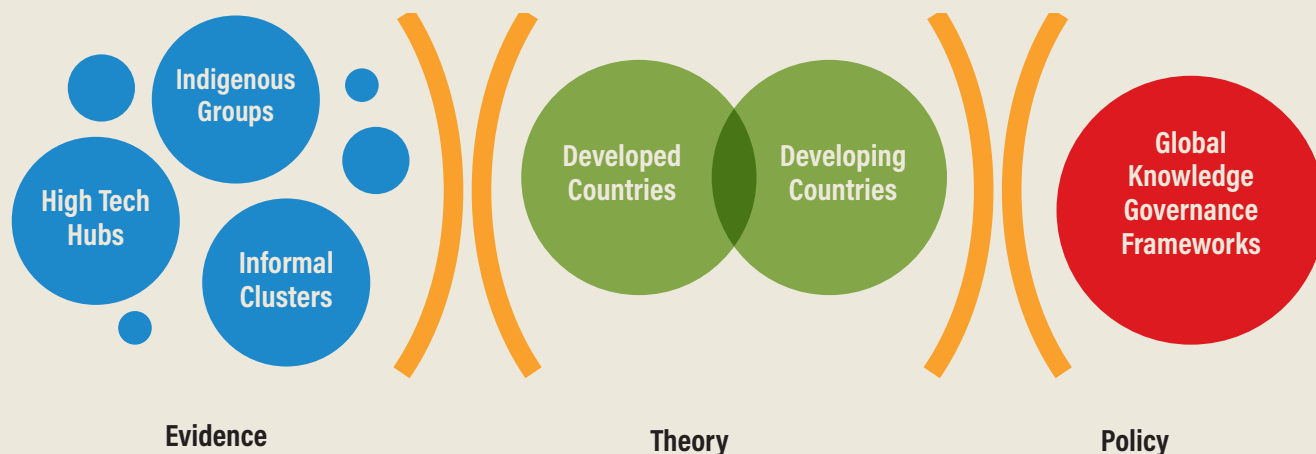 Indigenous
Groups
High Tech
Hubs
Informal
Clusters
Developed
Countries
Developing
Countries
Global
Knowledge
Governance
Frameworks
Evidence
Theory
Policy